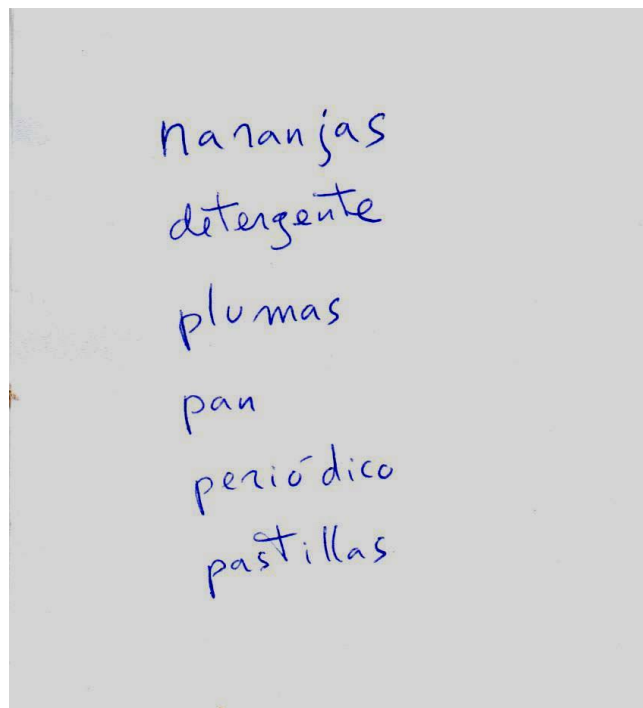 naranjas
detergente
plumas
pan
periódico
pastillas